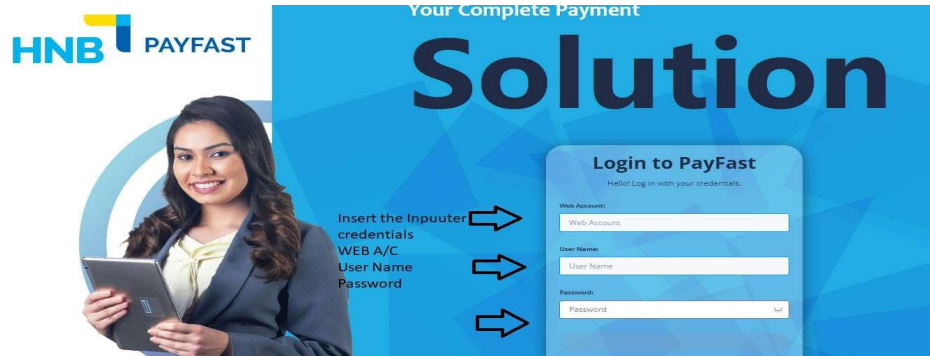 HNB PAYFAST
Your Complete Payment
Solution
Login to PayFast
Hello! Log in with your credentials.
Insert the Inpuuter
credentials
WEB A/C
User Name
Password
Web Account:
Web Account
User Name:
User Name
Password:
Password